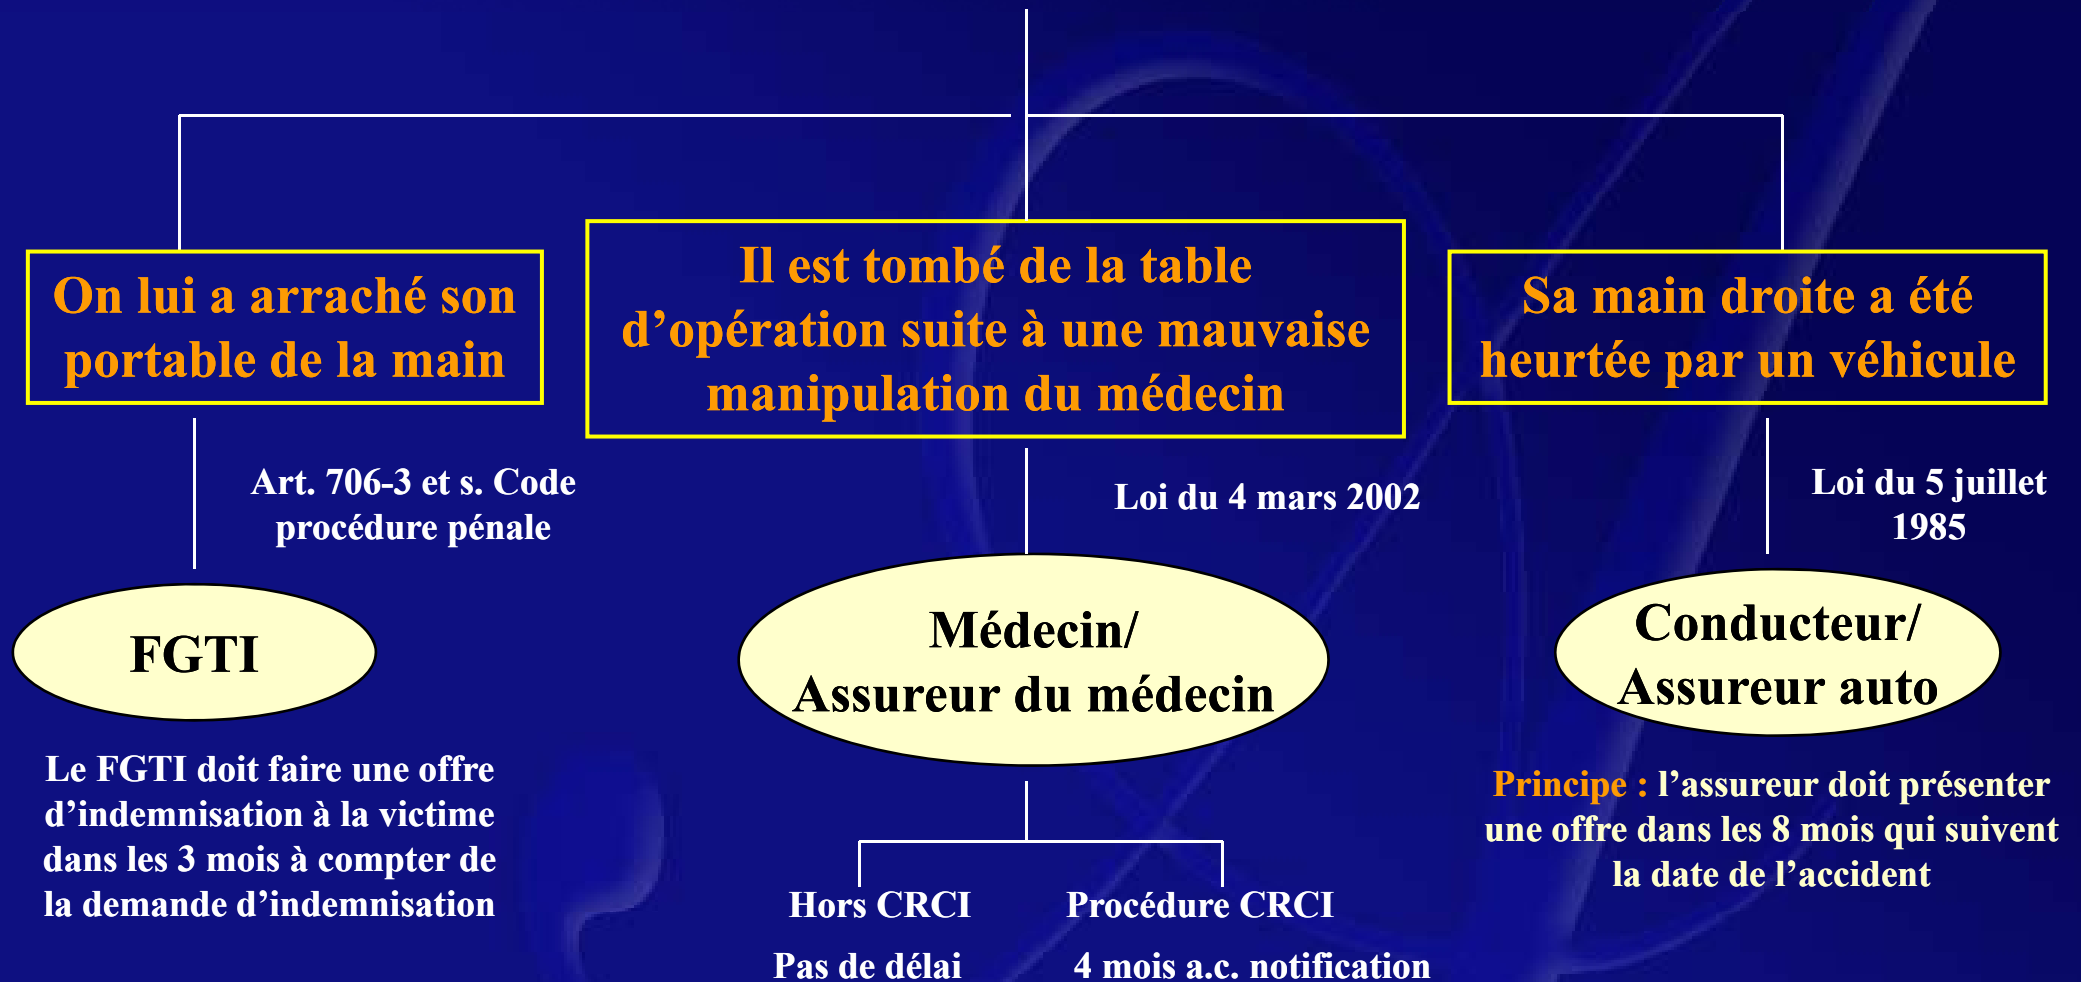 On lui a arraché son
portable de la main
Il est tombé de la table
d’opération suite à une mauvaise
manipulation du médecin
Sa main droite a été
heurtée par un véhicule
Art. 706-3 et s. Code
procédure pénale
Loi du 4 mars 2002
Loi du 5 juillet
1985
FGTI
Médecin/
Assureur du médecin
Conducteur/
Assureur auto
Le FGTI doit faire une offre
d’indemnisation à la victime
dans les 3 mois à compter de
la demande d’indemnisation
Hors CRCI
Pas de délai
Procédure CRCI
4 mois a.c. notification
Principe : l’assureur doit présenter
une offre dans les 8 mois qui suivent
la date de l’accident